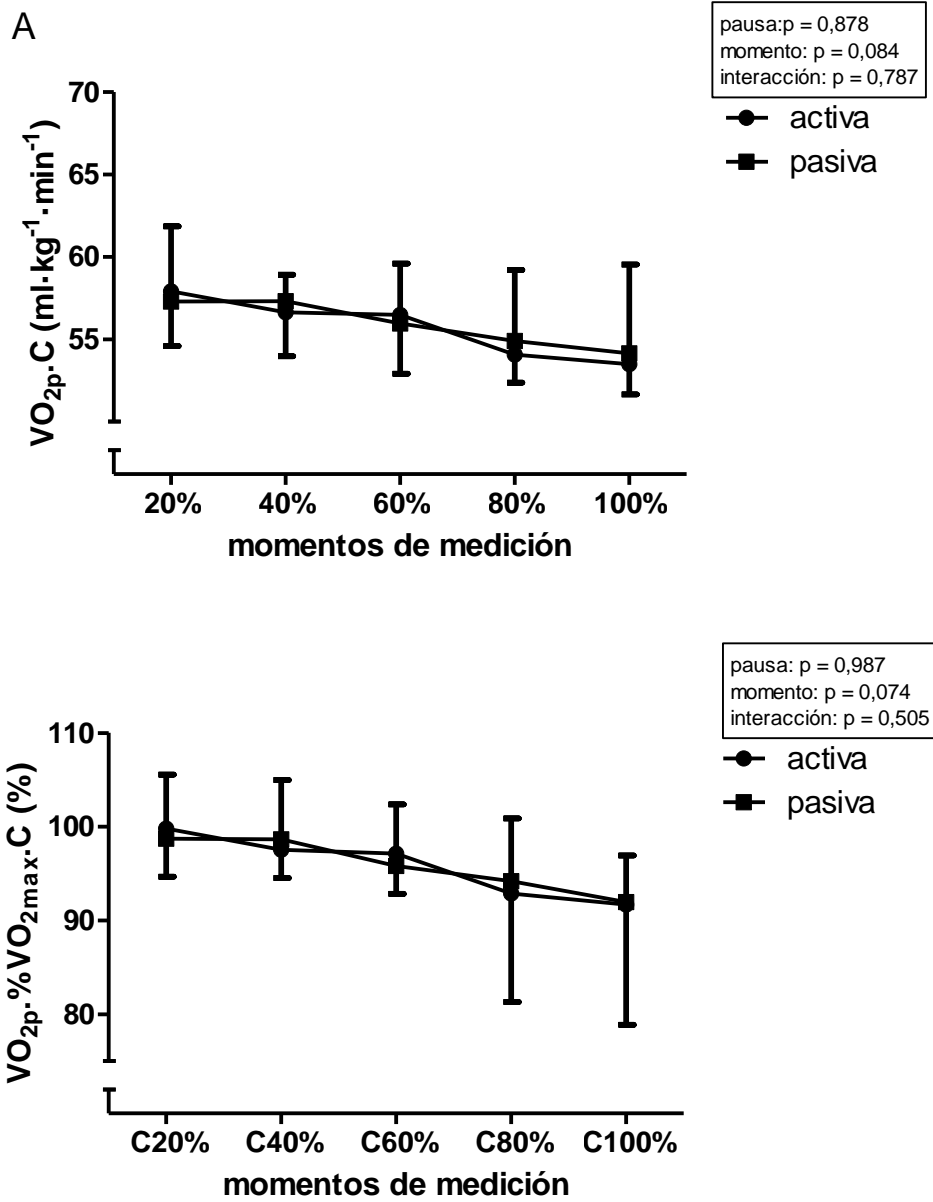 A
pausa:p = 0,878
momento: p = 0,084
interacción: p = 0,787
activa
pasiva
VO₂ₚ.C (ml·kg⁻¹·min⁻¹)
70
65
60
55
20% 40% 60% 80% 100%
momentos de medición
pausa: p = 0,987
momento: p = 0,074
interacción: p = 0,505
activa
pasiva
VO₂ₚ.%VO₂ₘₐₓ.C (%)
110
100
90
80
C20% C40% C60% C80% C100%
momentos de medición